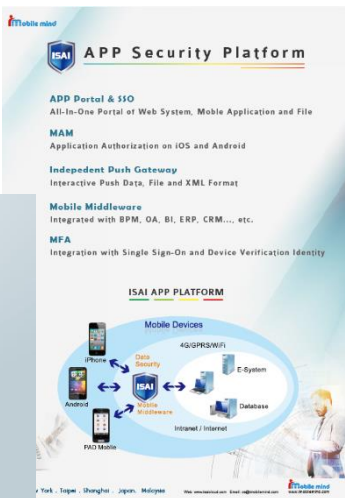 Mobile mind
ISAI
APP Security Platform
APP Portal & SSO
All-In-One Portal of Web System, Moble Application and File
MAM
Application Authorization on iOS and Android
Indepedent Push Gateway
Interactive Push Data, File and XML Format
Mobile Middleware
Integrated with BPM, OA, BI, ERP, CRM..., etc.
MFA
Integration with Single Sign-On and Device Verification Identity
ISAI APP PLATFORM
Mobile Devices
4G/GPRS/WiFi
iPhone
Data
Security
E-System
ISAI
Android
Mobile
Middleware
Database
PAD Mobile
Intranet / Internet
York . Taipei . Shanghai . Japan. Malaysia
Mobile mind